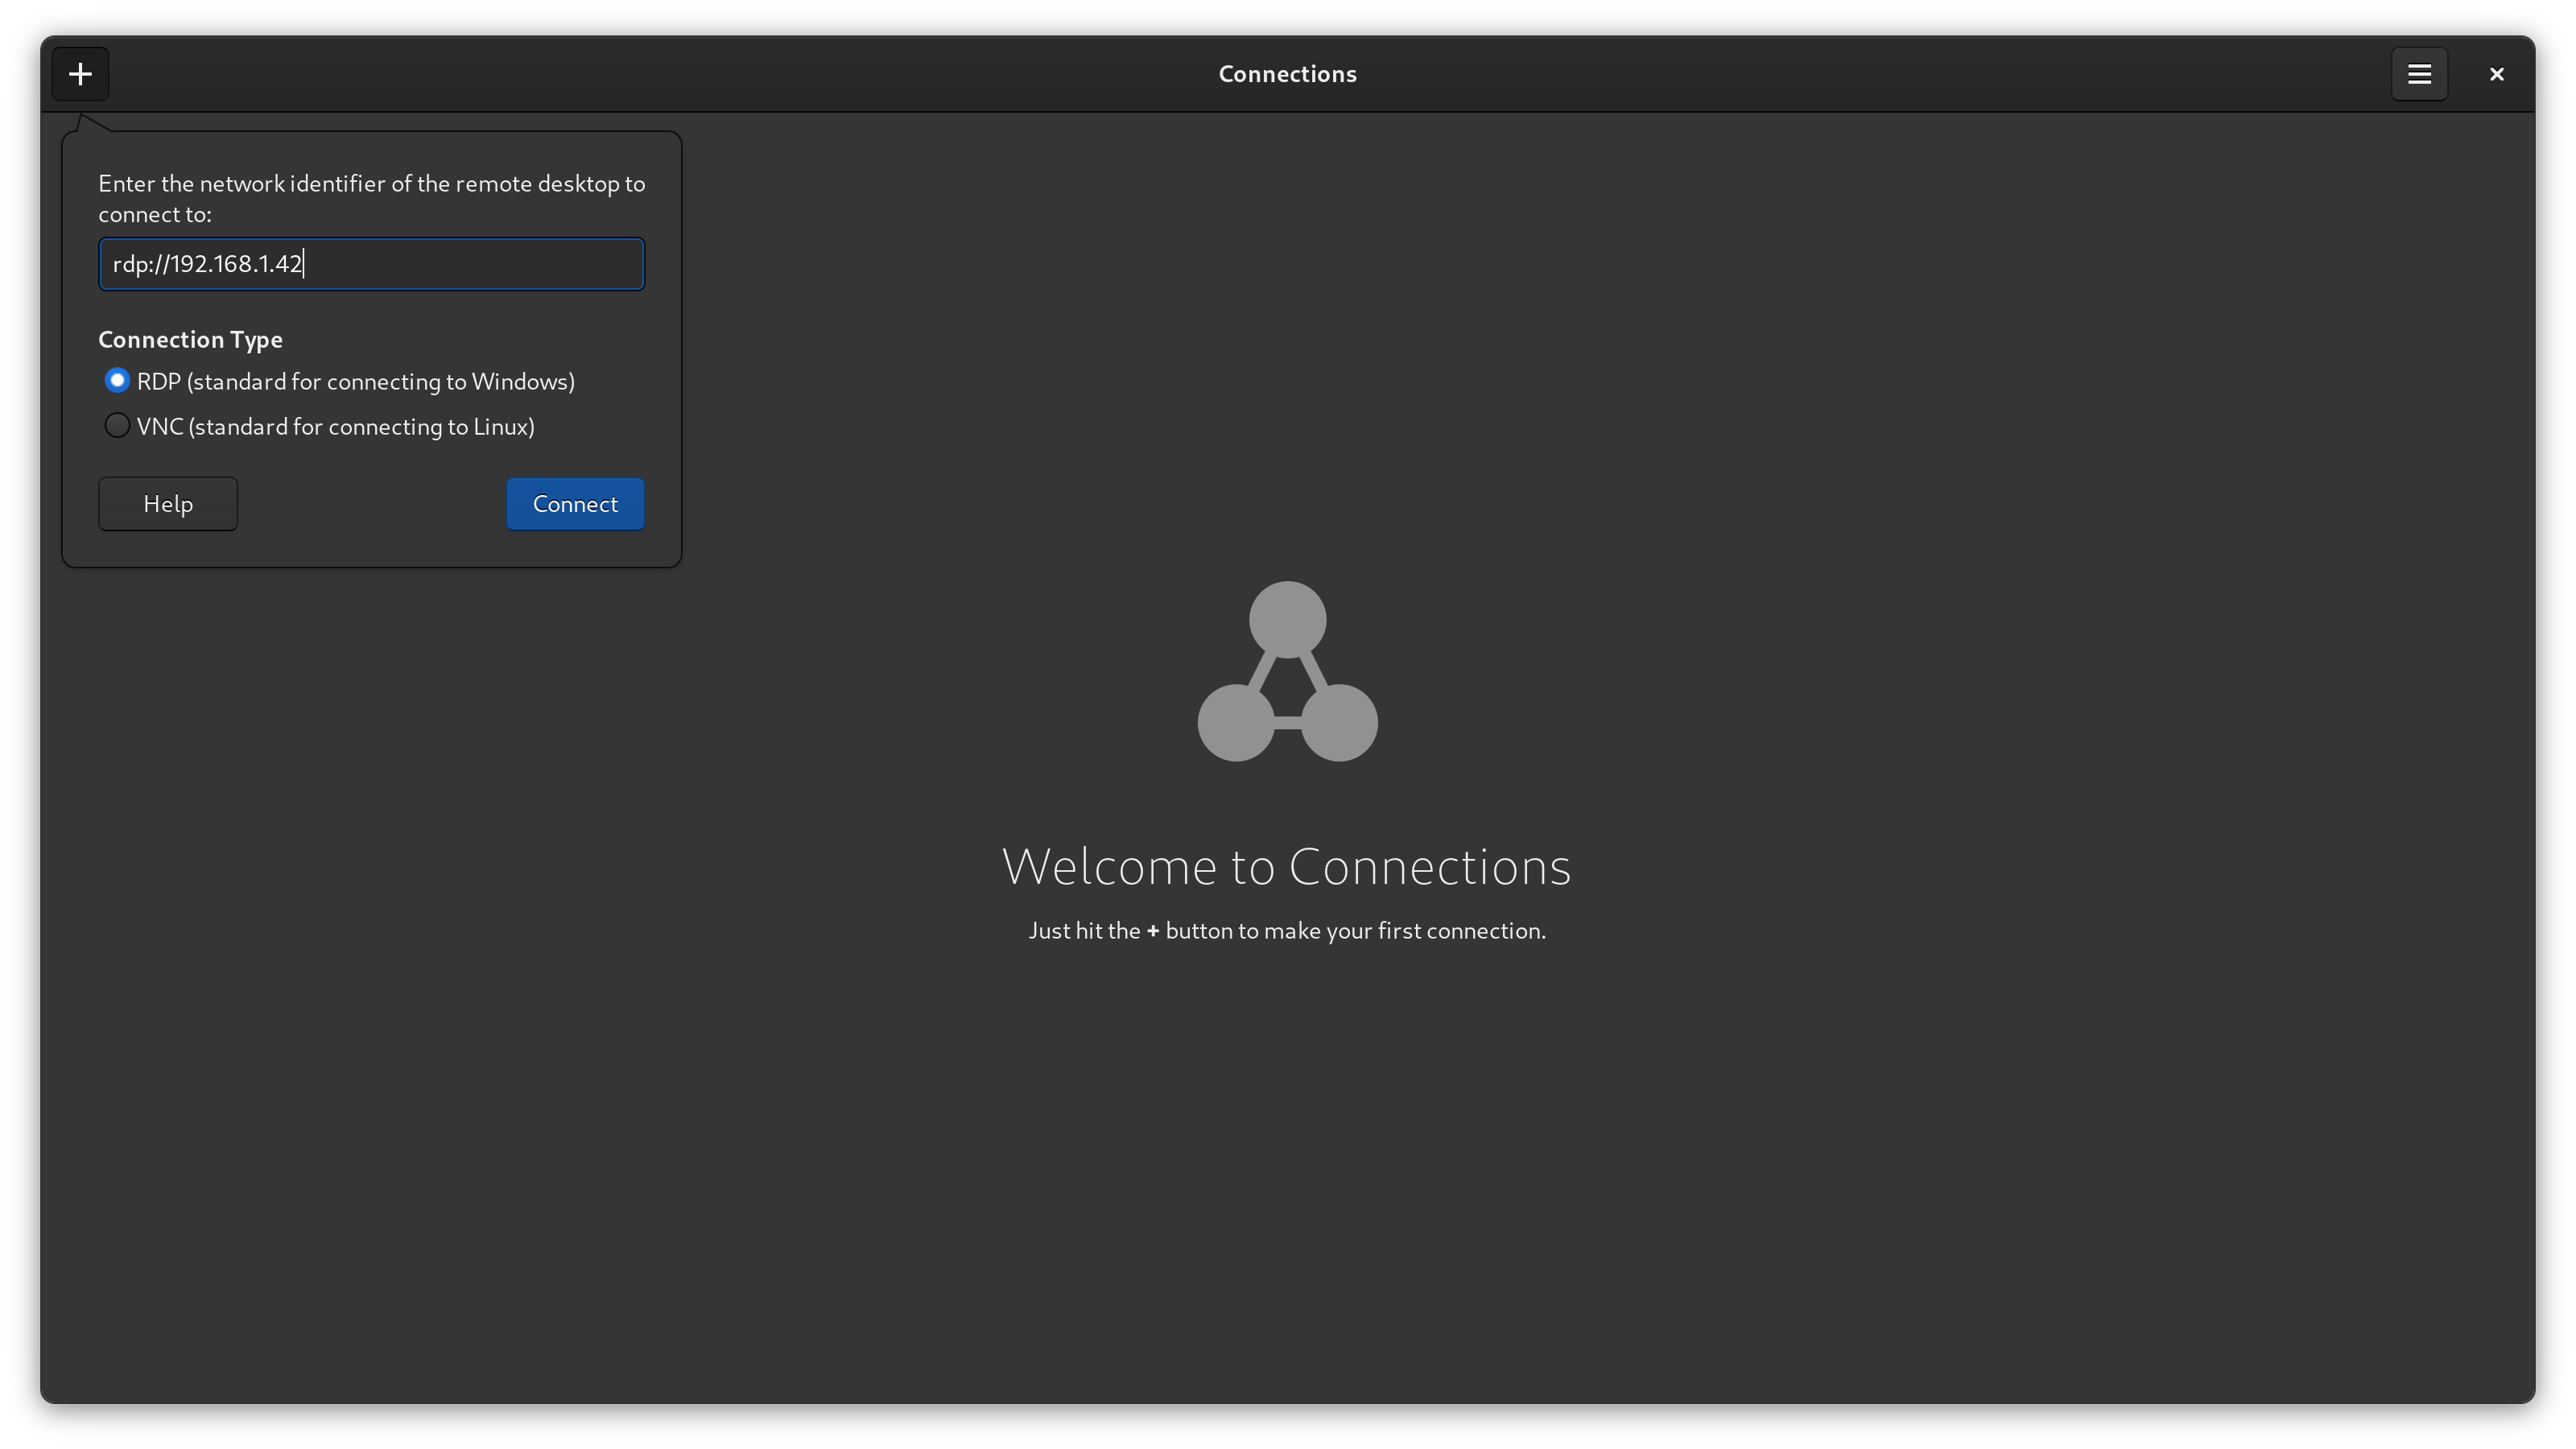 Connections
Enter the network identifier of the remote desktop to
connect to:
rdp://192.168.1.42
Connection Type
RDP (standard for connecting to Windows)
VNC (standard for connecting to Linux)
Help
Connect
Welcome to Connections
Just hit the + button to make your first connection.